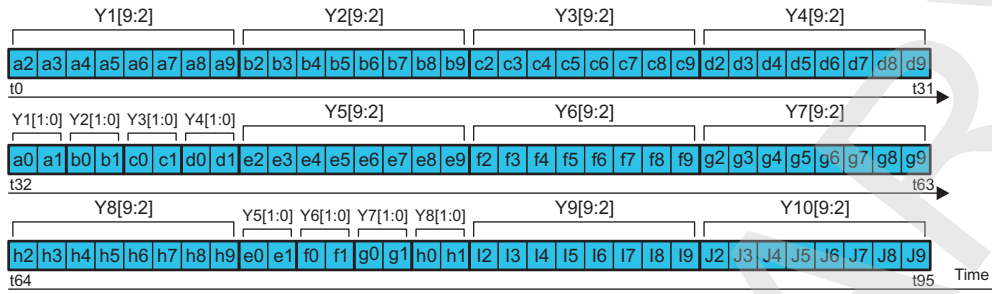 Y1[9:2] Y2[9:2] Y3[9:2] Y4[9:2]
a2 a3 a4 a5 a6 a7 a8 a9 b2 b3 b4 b5 b6 b7 b8 b9 c2 c3 c4 c5 c6 c7 c8 c9 d2 d3 d4 d5 d6 d7 d8 d9
t0 t31
Y5[9:2] Y6[9:2] Y7[9:2]
Y1[1:0] Y2[1:0] Y3[1:0] Y4[1:0]
a0 a1 b0 b1 c0 c1 d0 d1 e2 e3 e4 e5 e6 e7 e8 e9 f2 f3 f4 f5 f6 f7 f8 f9 g2 g3 g4 g5 g6 g7 g8 g9
t32 t63
Y8[9:2] Y5[1:0] Y6[1:0] Y7[1:0] Y8[1:0] Y9[9:2] Y10[9:2]
h2 h3 h4 h5 h6 h7 h8 h9 e0 e1 f0 f1 g0 g1 h0 h1 I2 I3 I4 I5 I6 I7 I8 I9 J2 J3 J4 J5 J6 J7 J8 J9
t64 t95 Time